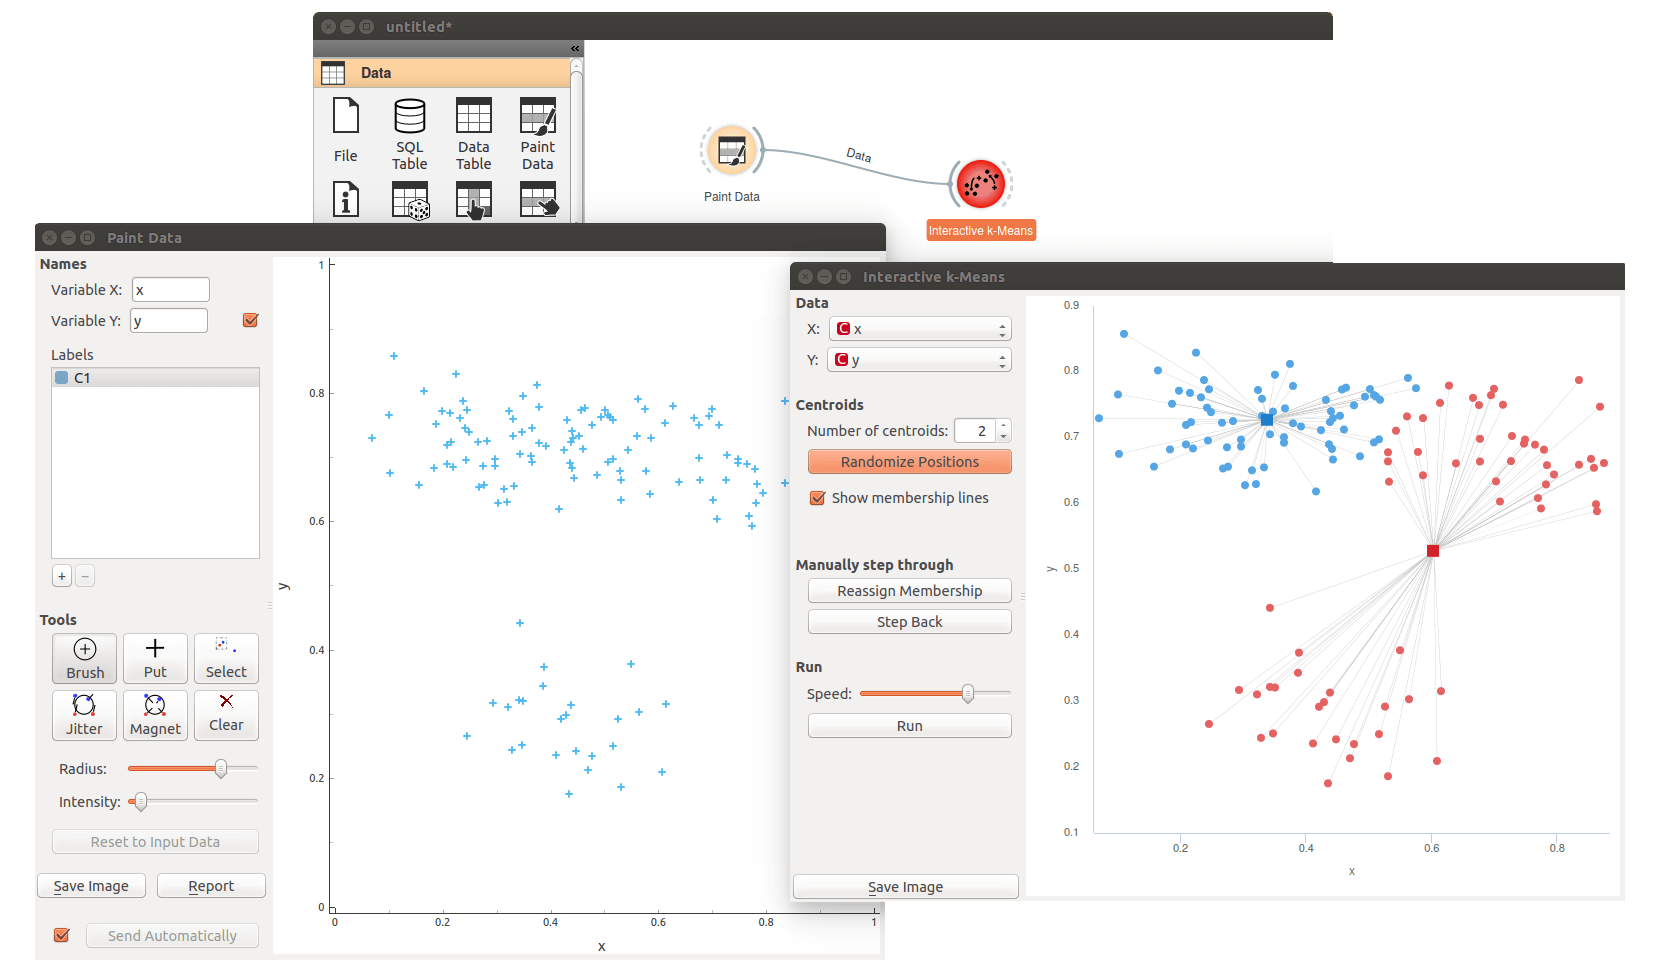 untitled*
«
Data
File
SQL Table
Data Table
Paint Data
Data
Paint Data
Interactive k-Means
Paint Data
Names
Variable X: x
Variable Y: y
Labels
C1
+ −
Tools
Brush Put Select
Jitter Magnet Clear
Radius:
Intensity:
Reset to Input Data
Save Image Report
Send Automatically
1
0.8
0.6
0.4
0.2
0
y
0 0.2 0.4 0.6 0.8 1
x
Interactive k-Means
Data
X: C x
Y: C y
Centroids
Number of centroids: 2
Randomize Positions
Show membership lines
Manually step through
Reassign Membership
Step Back
Run
Speed:
Run
Save Image
0.9
0.8
0.7
0.6
0.5
0.4
0.3
0.2
0.1
y
0.2 0.4 0.6 0.8
x